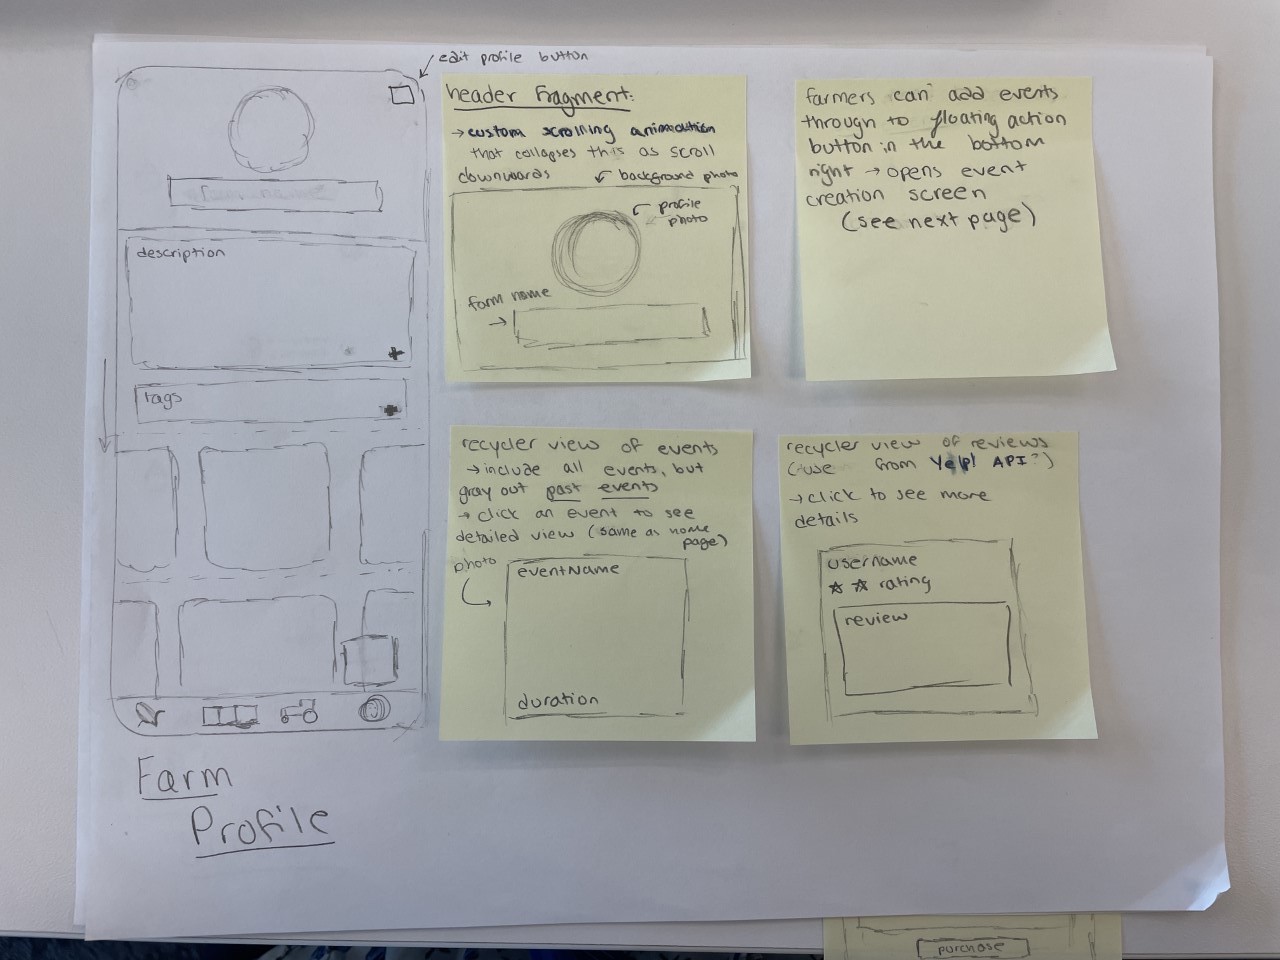 edit profile button
description
tags
Farm
Profile
header fragment:
→ custom scrolling animation
that collapses this as scroll
downwards
background photo
profile
photo
farm name
farmers can add events
through to floating action
button in the bottom
right → opens event
creation screen
(see next page)
recycler view of events
→ include all events, but
gray out past events
→ click an event to see
detailed view (same as home
page)
photo
eventName
duration
recycler view of reviews
(use from Yelp! API?)
→ click to see more
details
username
☆ ☆ rating
review
purchase